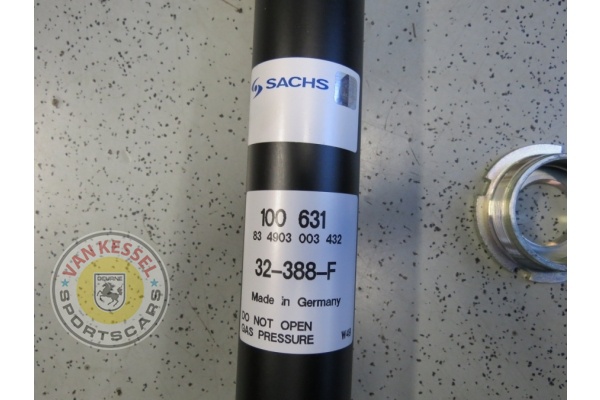 SACHS
100 631
83 4903 003 432
32-388-F
Made in Germany
DO NOT OPEN
GAS PRESSURE
VAN KESSEL
SPORTSCARS